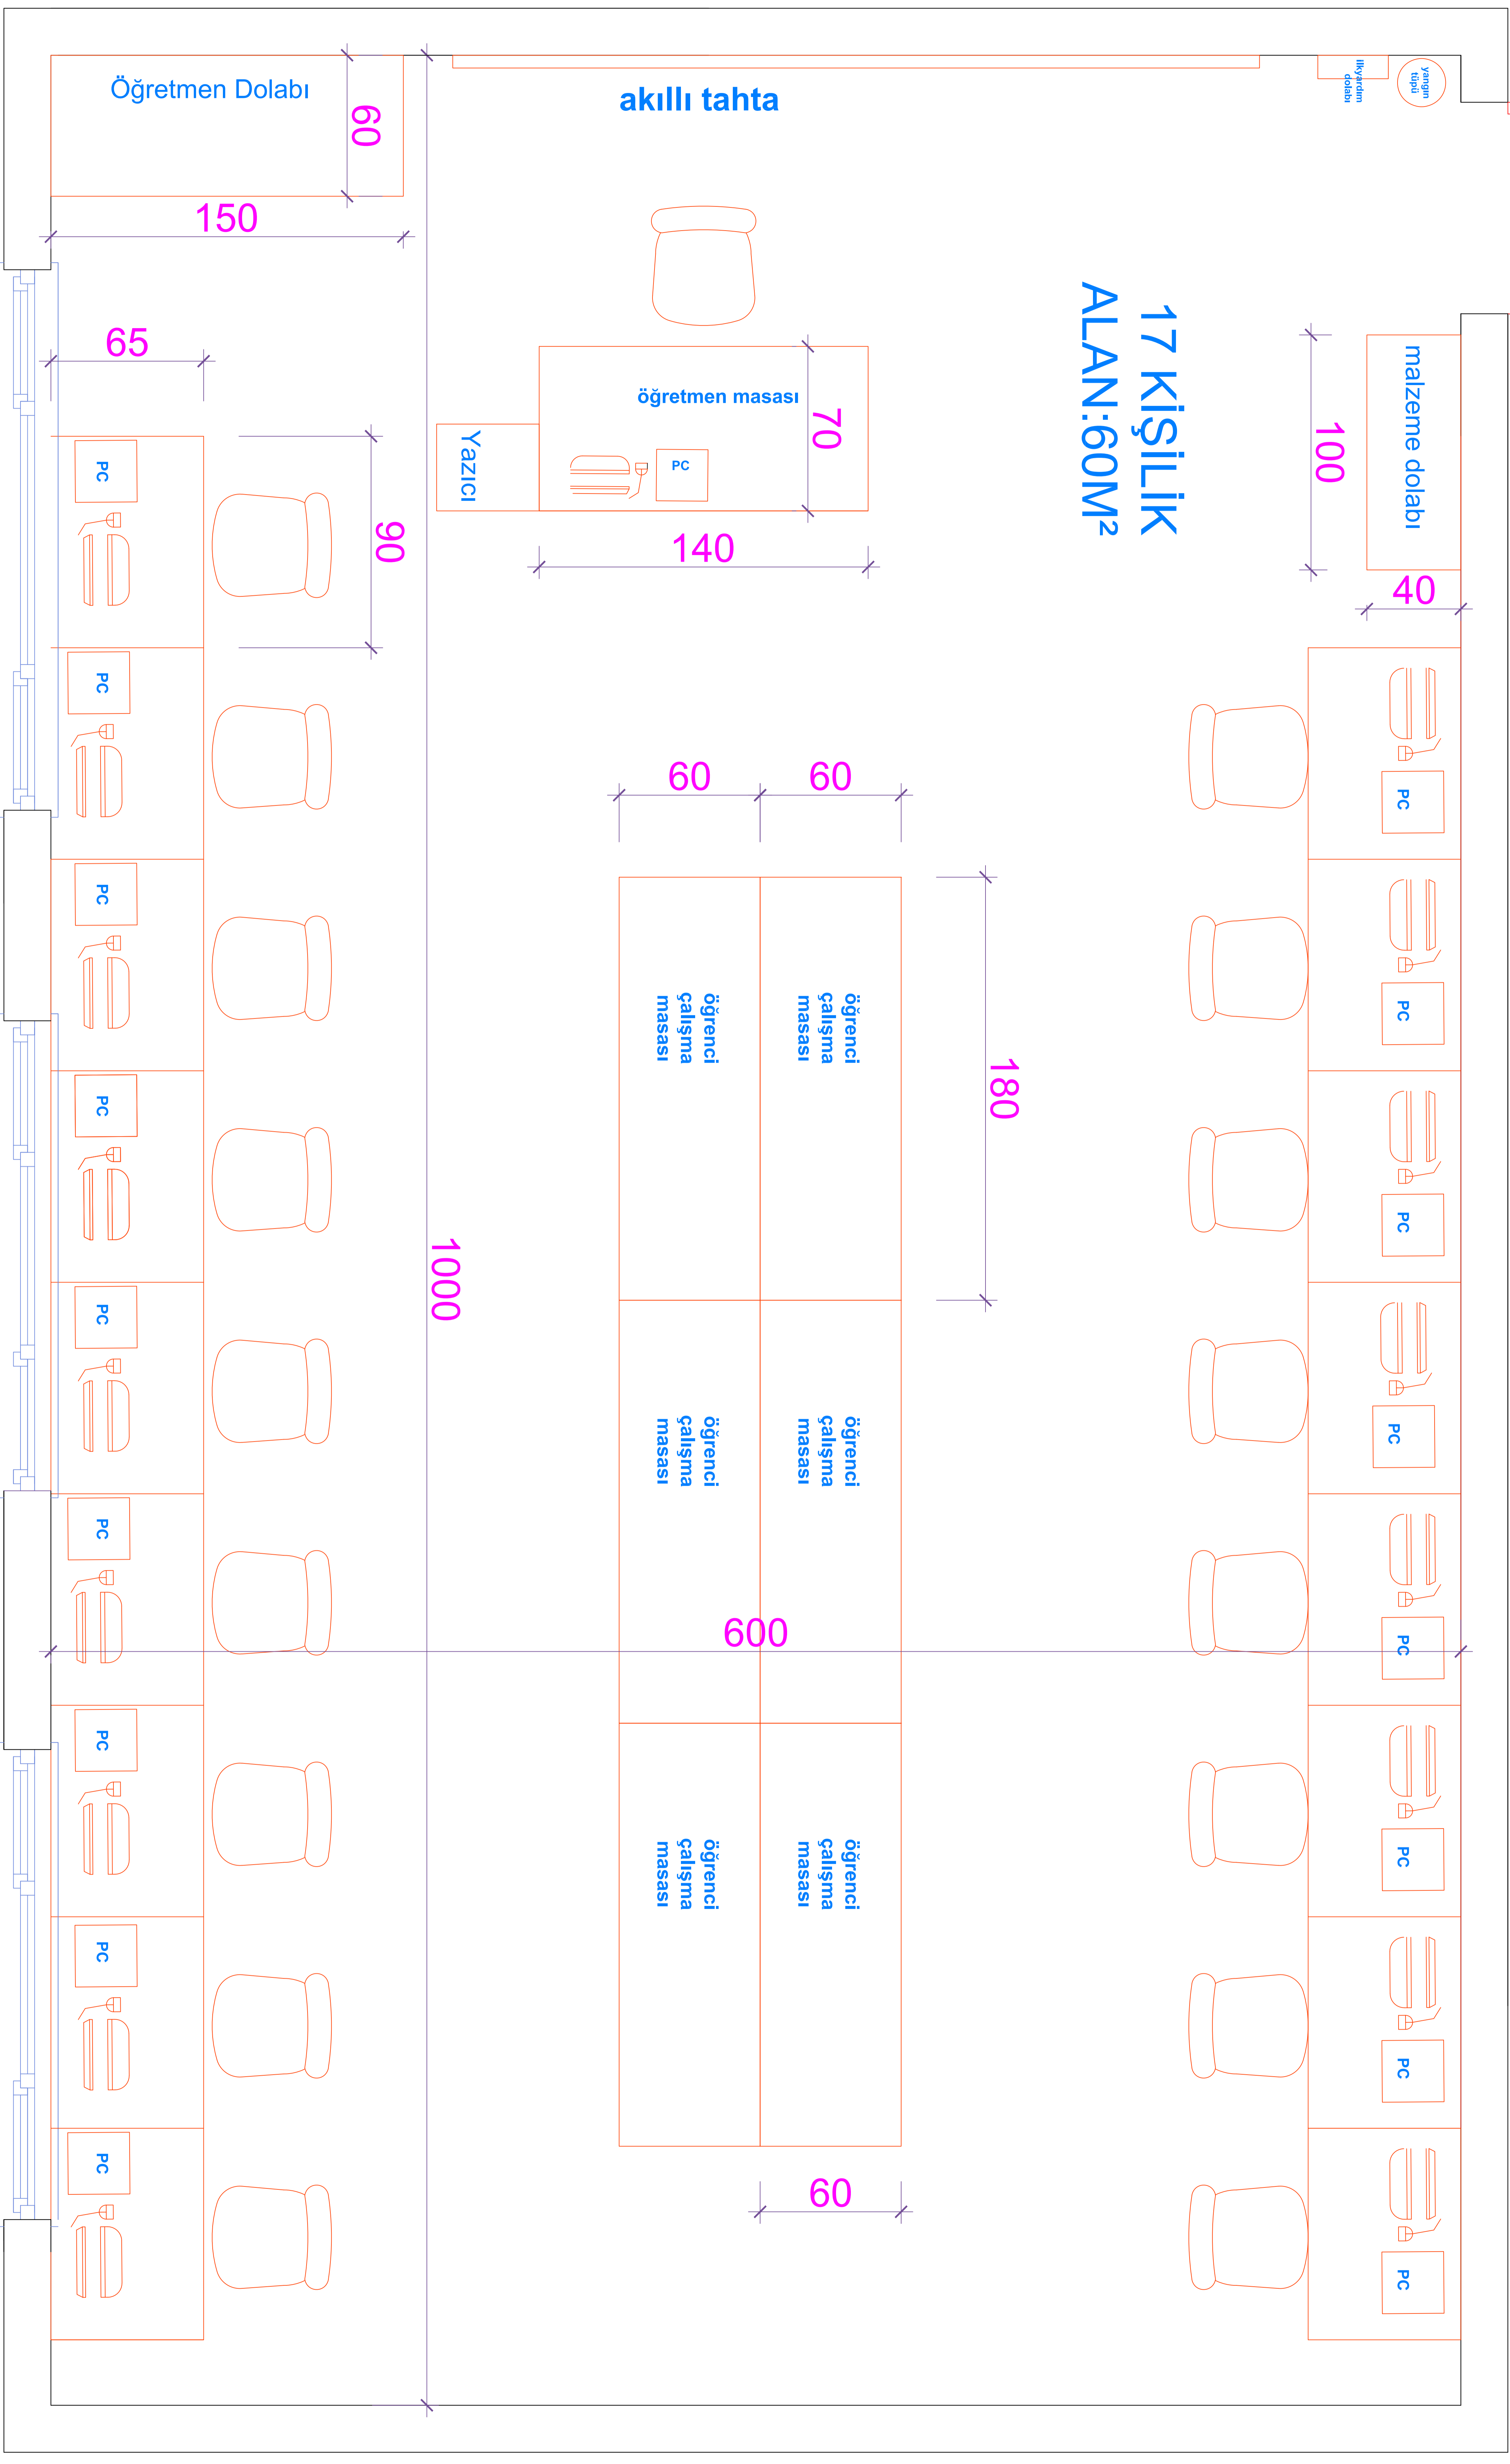 Öğretmen Dolabı
60
150
akıllı tahta
ilkyardım
dolabı
yangın
tüpü
65
90
öğretmen masası
70
PC
Yazıcı
140
17 KİŞİLİK
ALAN:60M²
malzeme dolabı
100
40
PC
PC
PC
PC
PC
PC
PC
PC
PC
1000
60
60
180
öğrenci
çalışma
masası
öğrenci
çalışma
masası
öğrenci
çalışma
masası
öğrenci
çalışma
masası
600
öğrenci
çalışma
masası
öğrenci
çalışma
masası
60
PC
PC
PC
PC
PC
PC
PC
PC